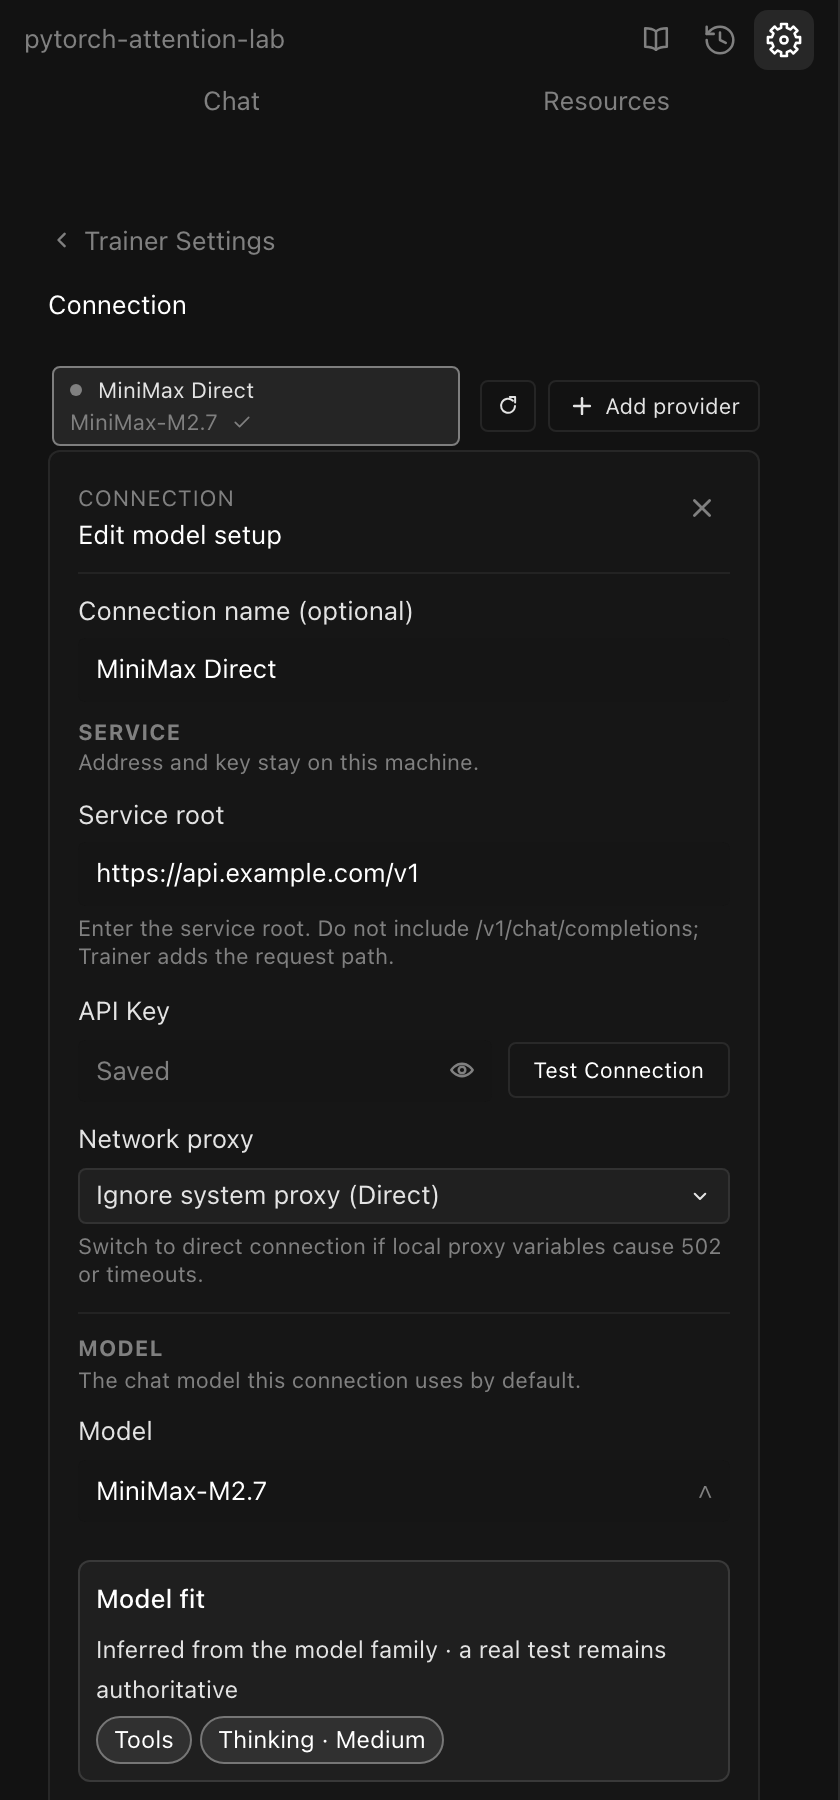 pytorch-attention-lab
Chat
Resources
Trainer Settings
Connection
MiniMax Direct
MiniMax-M2.7
Add provider
CONNECTION
Edit model setup
Connection name (optional)
MiniMax Direct
SERVICE
Address and key stay on this machine.
Service root
https://api.example.com/v1
Enter the service root. Do not include /v1/chat/completions;
Trainer adds the request path.
API Key
Saved
Test Connection
Network proxy
Ignore system proxy (Direct)
Switch to direct connection if local proxy variables cause 502
or timeouts.
MODEL
The chat model this connection uses by default.
Model
MiniMax-M2.7
Model fit
Inferred from the model family · a real test remains
authoritative
Tools
Thinking · Medium